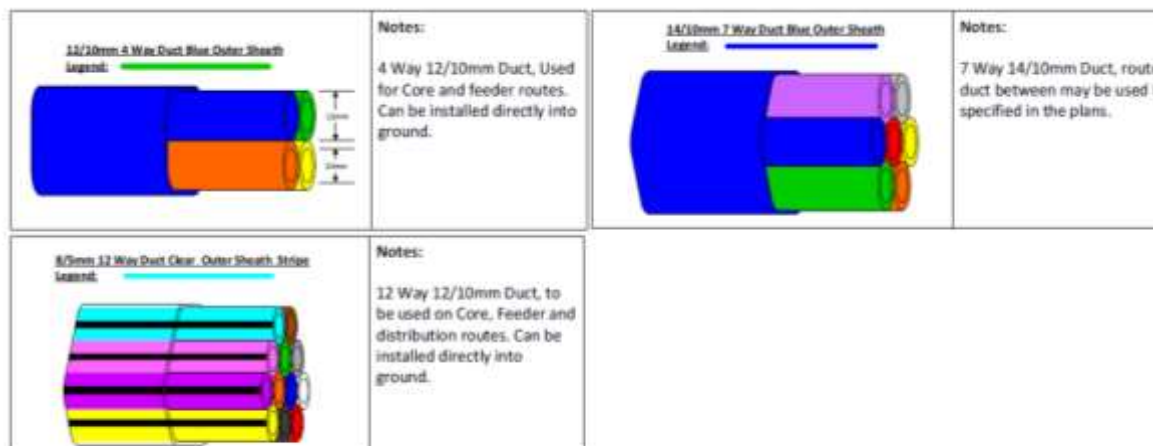 12/10mm 4 Way Duct Blue Outer Sheath
Legend:
Notes:
4 Way 12/10mm Duct, Used
for Core and feeder routes.
Can be installed directly into
ground.
14/10mm 7 Way Duct Blue Outer Sheath
Legend:
Notes:
7 Way 14/10mm Duct, route
duct between may be used
specified in the plans.
8/5mm 12 Way Duct Clear Outer Sheath Stripe
Legend:
Notes:
12 Way 12/10mm Duct, to
be used on Core, Feeder and
distribution routes. Can be
installed directly into
ground.